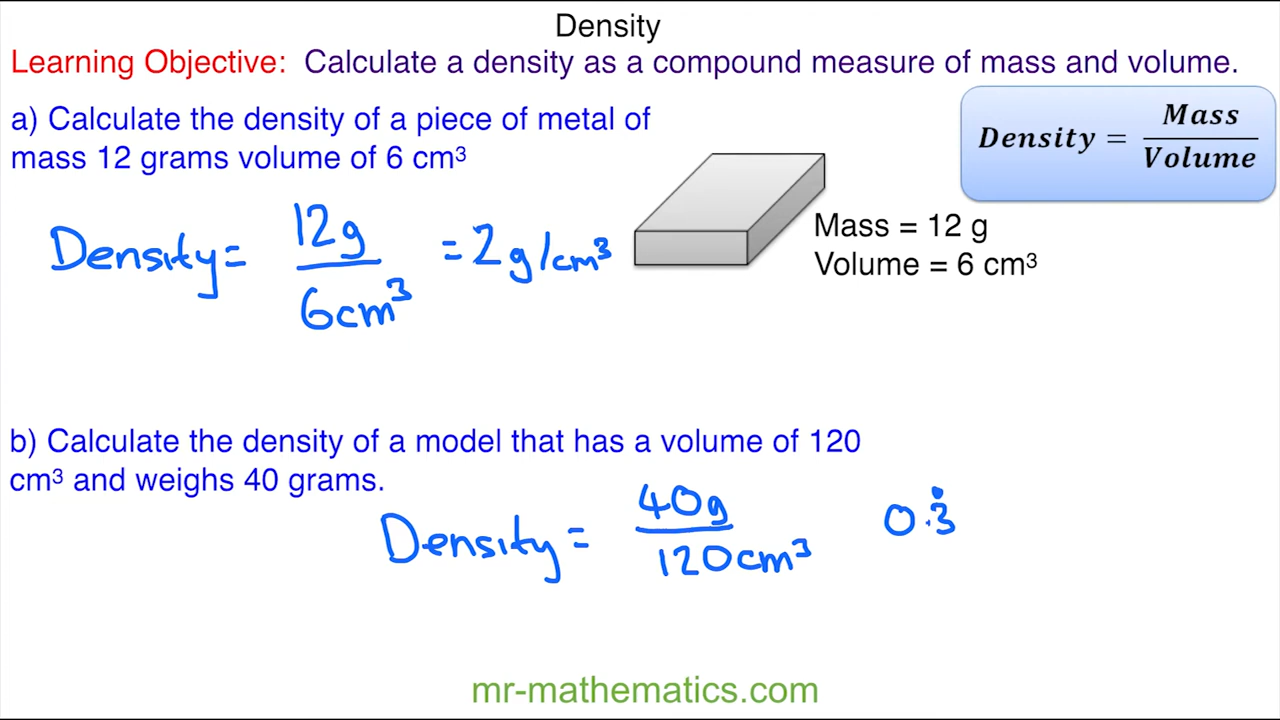 Density
Learning Objective: Calculate a density as a compound measure of mass and volume.
a) Calculate the density of a piece of metal of
mass 12 grams volume of 6 cm³
Density = Mass / Volume
Density = 12g / 6cm³ = 2g/cm³
Mass = 12 g
Volume = 6 cm³
b) Calculate the density of a model that has a volume of 120
cm³ and weighs 40 grams.
Density = 40g / 120cm³ 0.3̇
mr-mathematics.com